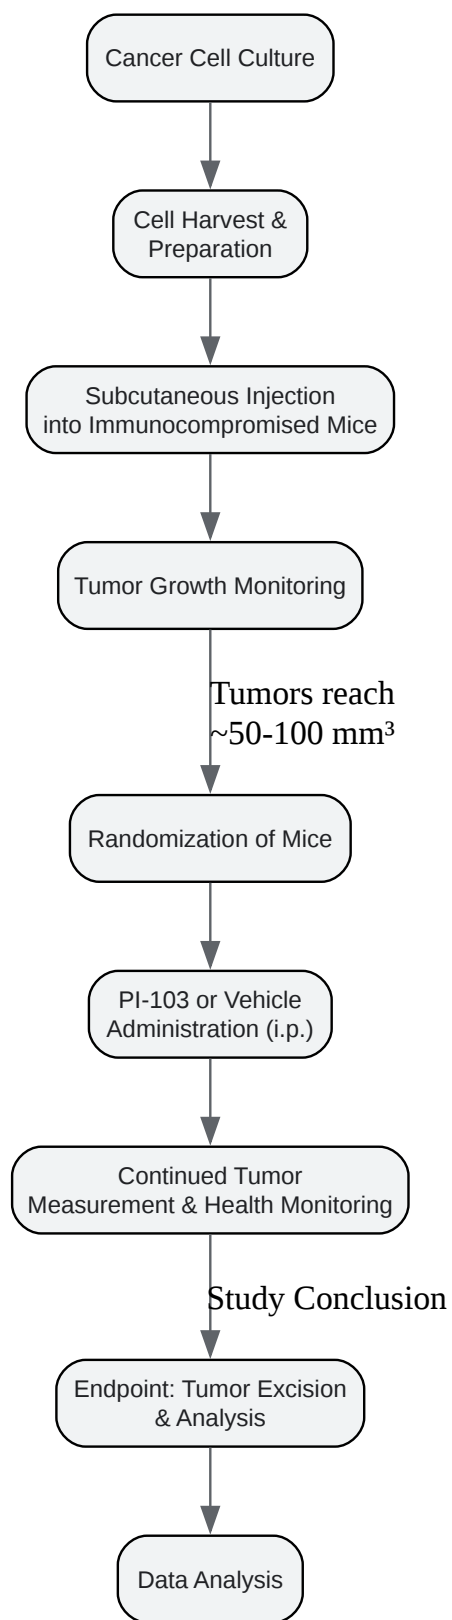 Cancer Cell Culture
Cell Harvest &
Preparation
Subcutaneous Injection
into Immunocompromised Mice
Tumor Growth Monitoring
Tumors reach
~50-100 mm³
Randomization of Mice
PI-103 or Vehicle
Administration (i.p.)
Continued Tumor
Measurement & Health Monitoring
Study Conclusion
Endpoint: Tumor Excision
& Analysis
Data Analysis